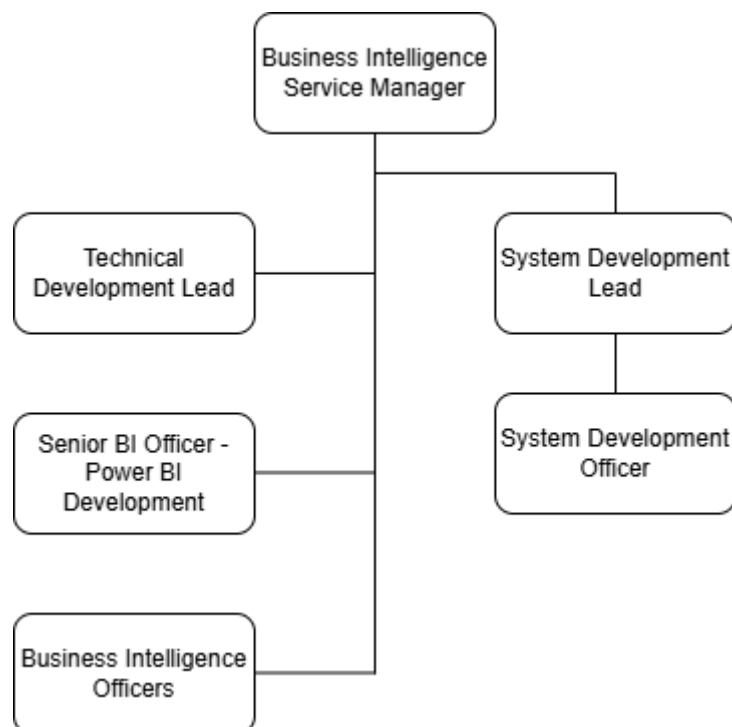 Business Intelligence
Service Manager
Technical
Development Lead
System Development
Lead
Senior BI Officer -
Power BI
Development
System Development
Officer
Business Intelligence
Officers